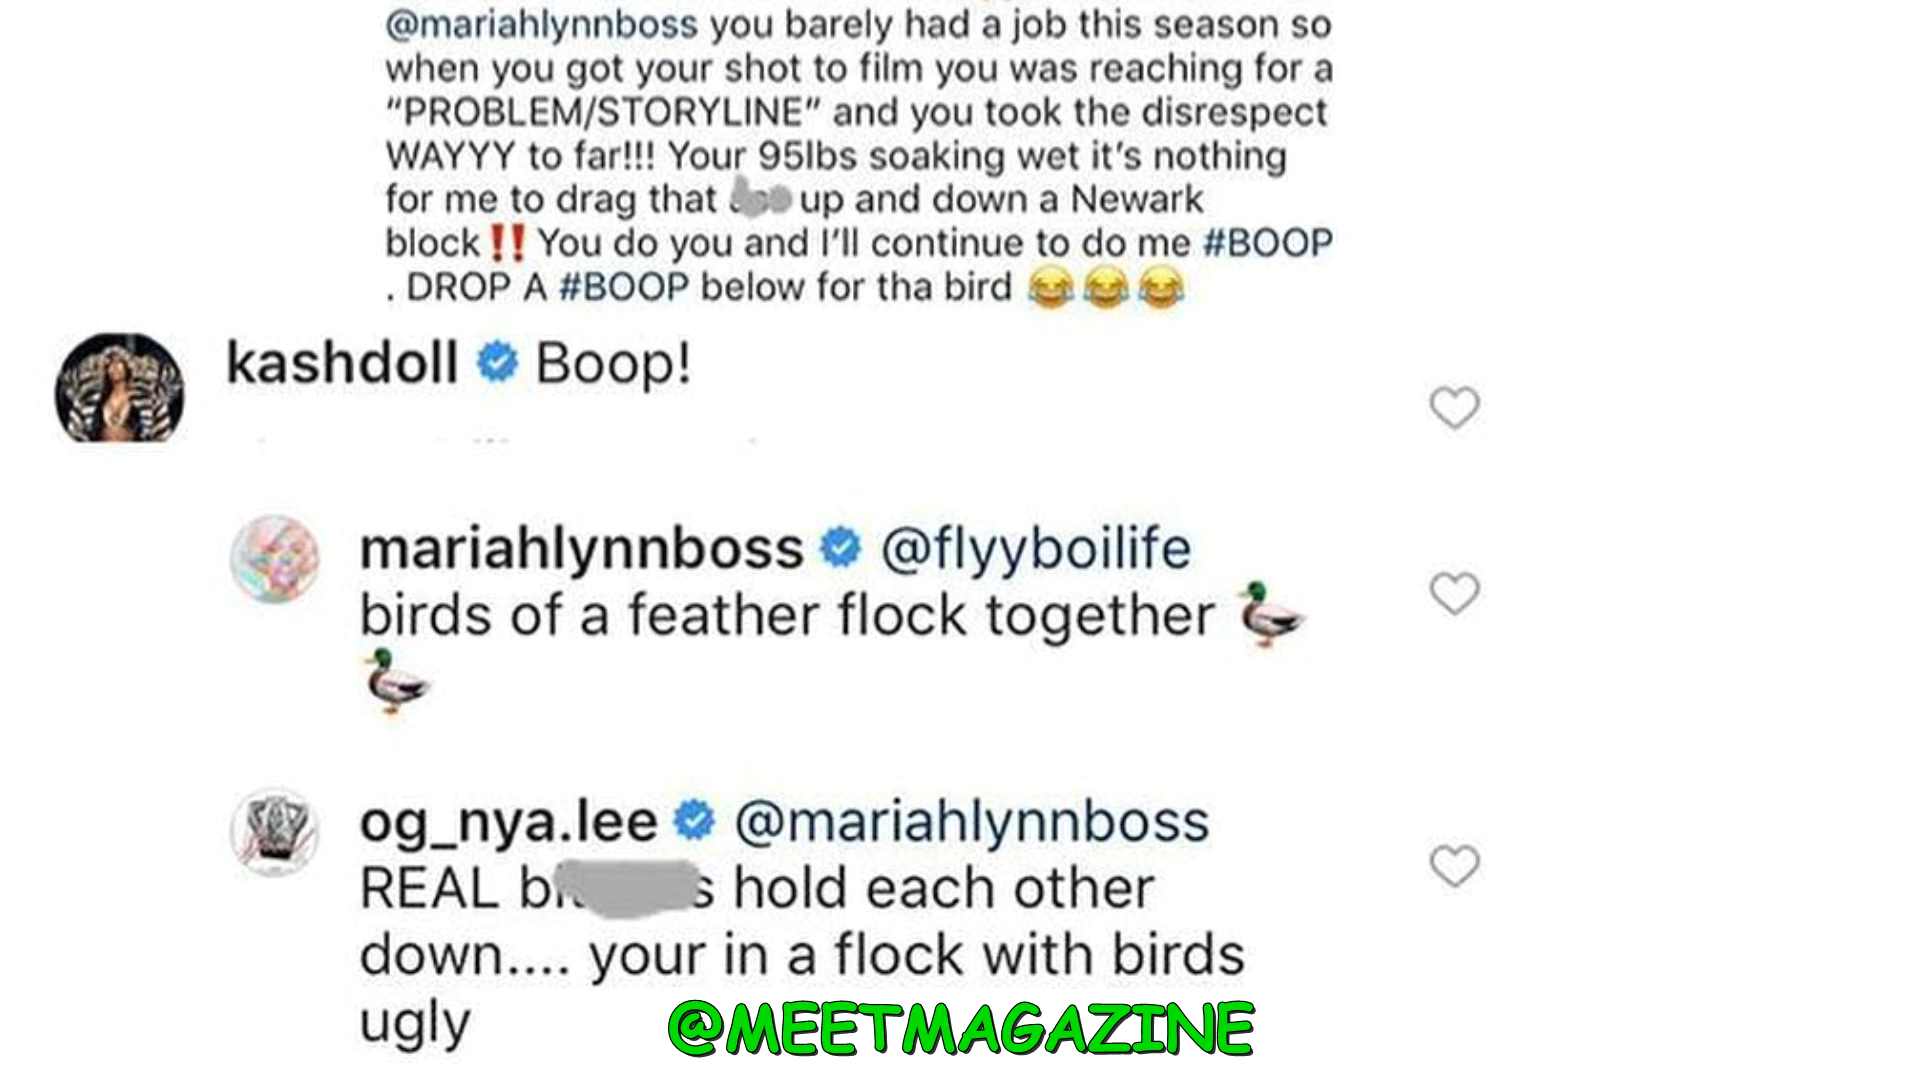 @mariahlynnboss you barely had a job this season so
when you got your shot to film you was reaching for a
“PROBLEM/STORYLINE” and you took the disrespect
WAYYY to far!!! Your 95lbs soaking wet it's nothing
for me to drag that up and down a Newark
block‼️ You do you and I'll continue to do me #BOOP
. DROP A #BOOP below for tha bird 😂😂😂
kashdoll Boop!
mariahlynnboss @flyyboilife
birds of a feather flock together 🦆
🦆
og_nya.lee @mariahlynnboss
REAL hold each other
down.... your in a flock with birds
ugly
@MEETMAGAZINE